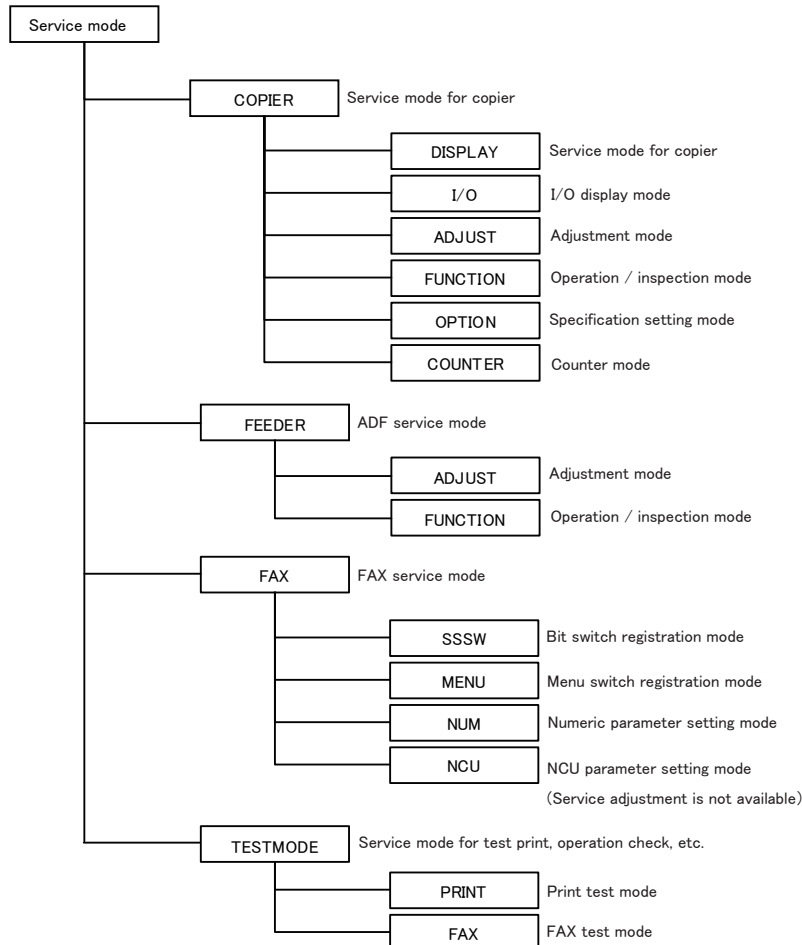 Service mode
COPIER Service mode for copier
DISPLAY Service mode for copier
I/O I/O display mode
ADJUST Adjustment mode
FUNCTION Operation / inspection mode
OPTION Specification setting mode
COUNTER Counter mode
FEEDER ADF service mode
ADJUST Adjustment mode
FUNCTION Operation / inspection mode
FAX FAX service mode
SSSW Bit switch registration mode
MENU Menu switch registration mode
NUM Numeric parameter setting mode
NCU NCU parameter setting mode
(Service adjustment is not available)
TESTMODE Service mode for test print, operation check, etc.
PRINT Print test mode
FAX FAX test mode